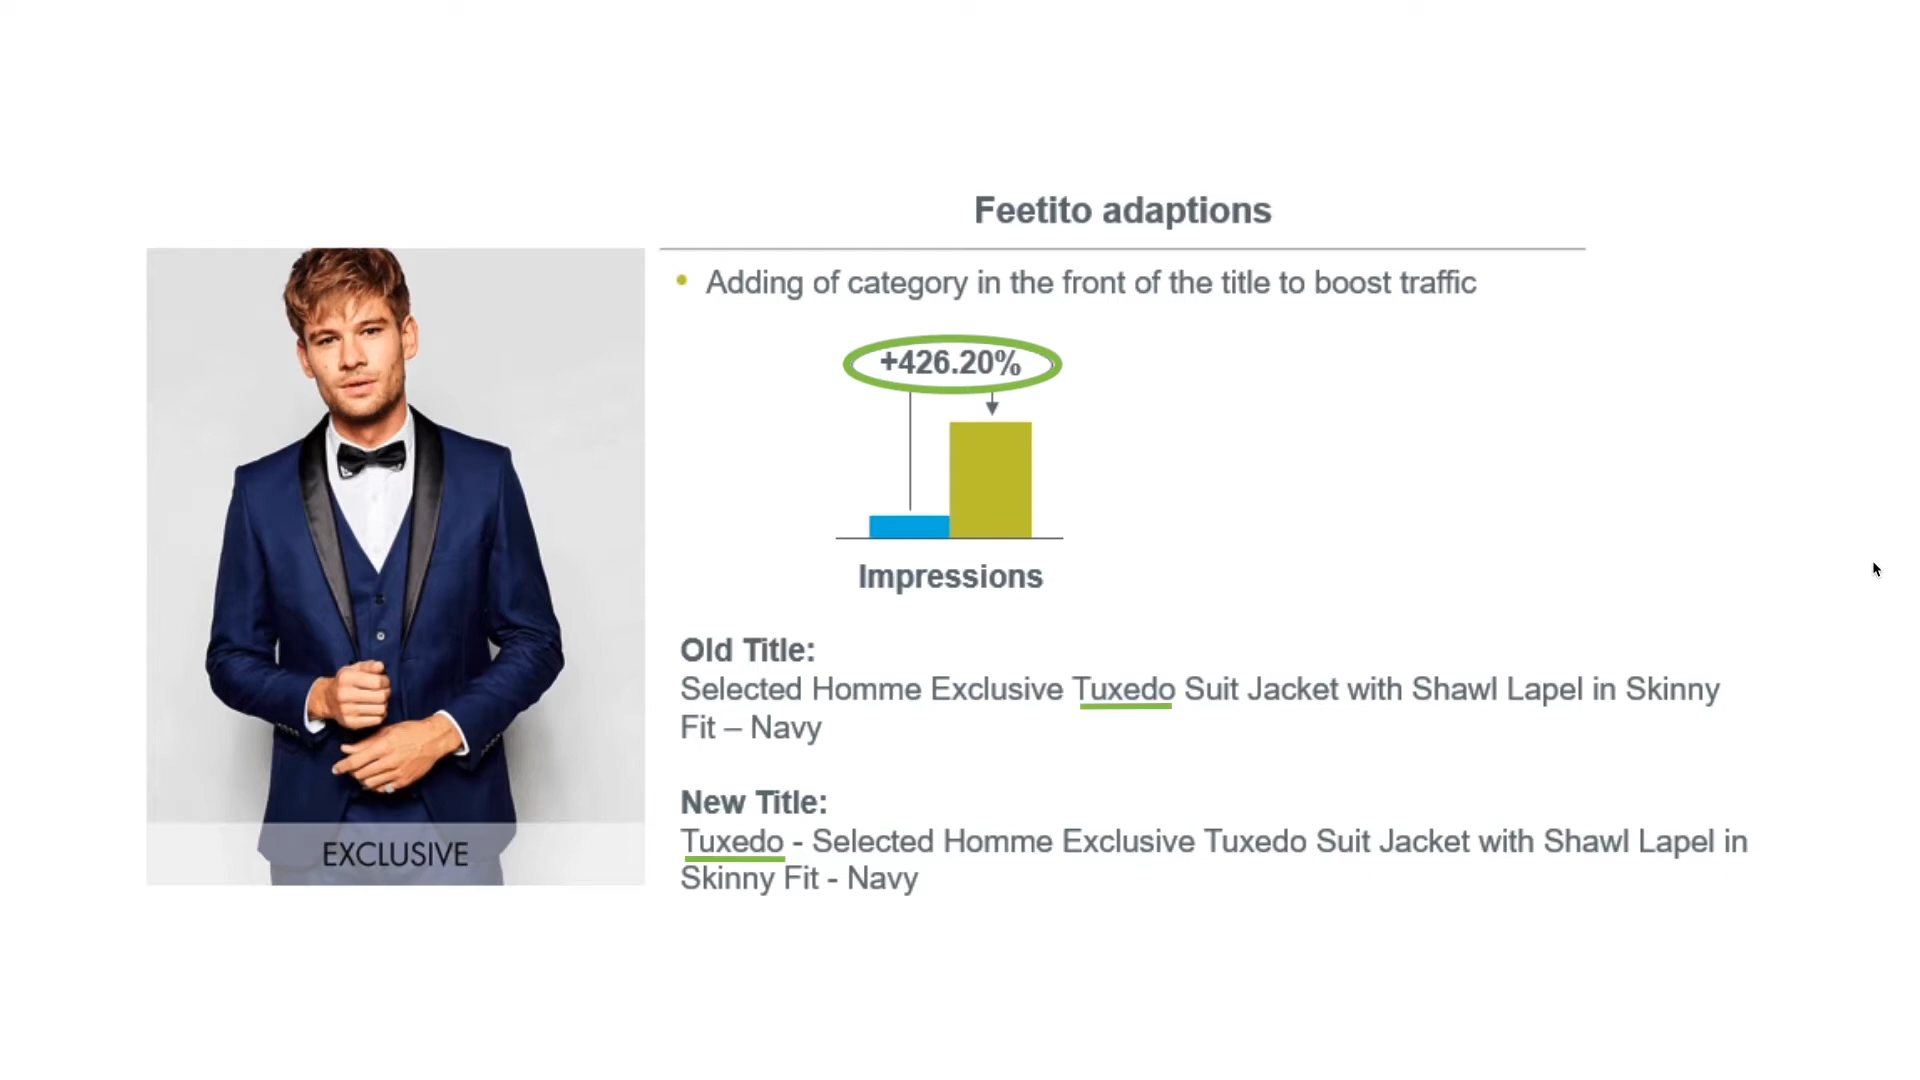 Feetito adaptions
• Adding of category in the front of the title to boost traffic
+426.20%
Impressions
Old Title:
Selected Homme Exclusive Tuxedo Suit Jacket with Shawl Lapel in Skinny
Fit – Navy
New Title:
Tuxedo - Selected Homme Exclusive Tuxedo Suit Jacket with Shawl Lapel in
Skinny Fit - Navy
EXCLUSIVE